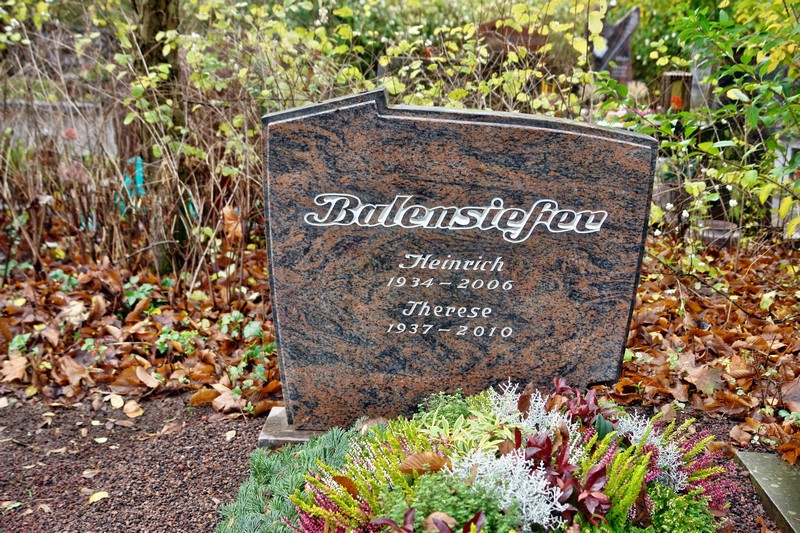 Balensiefer
Heinrich
1934 – 2006
Therese
1937 – 2010